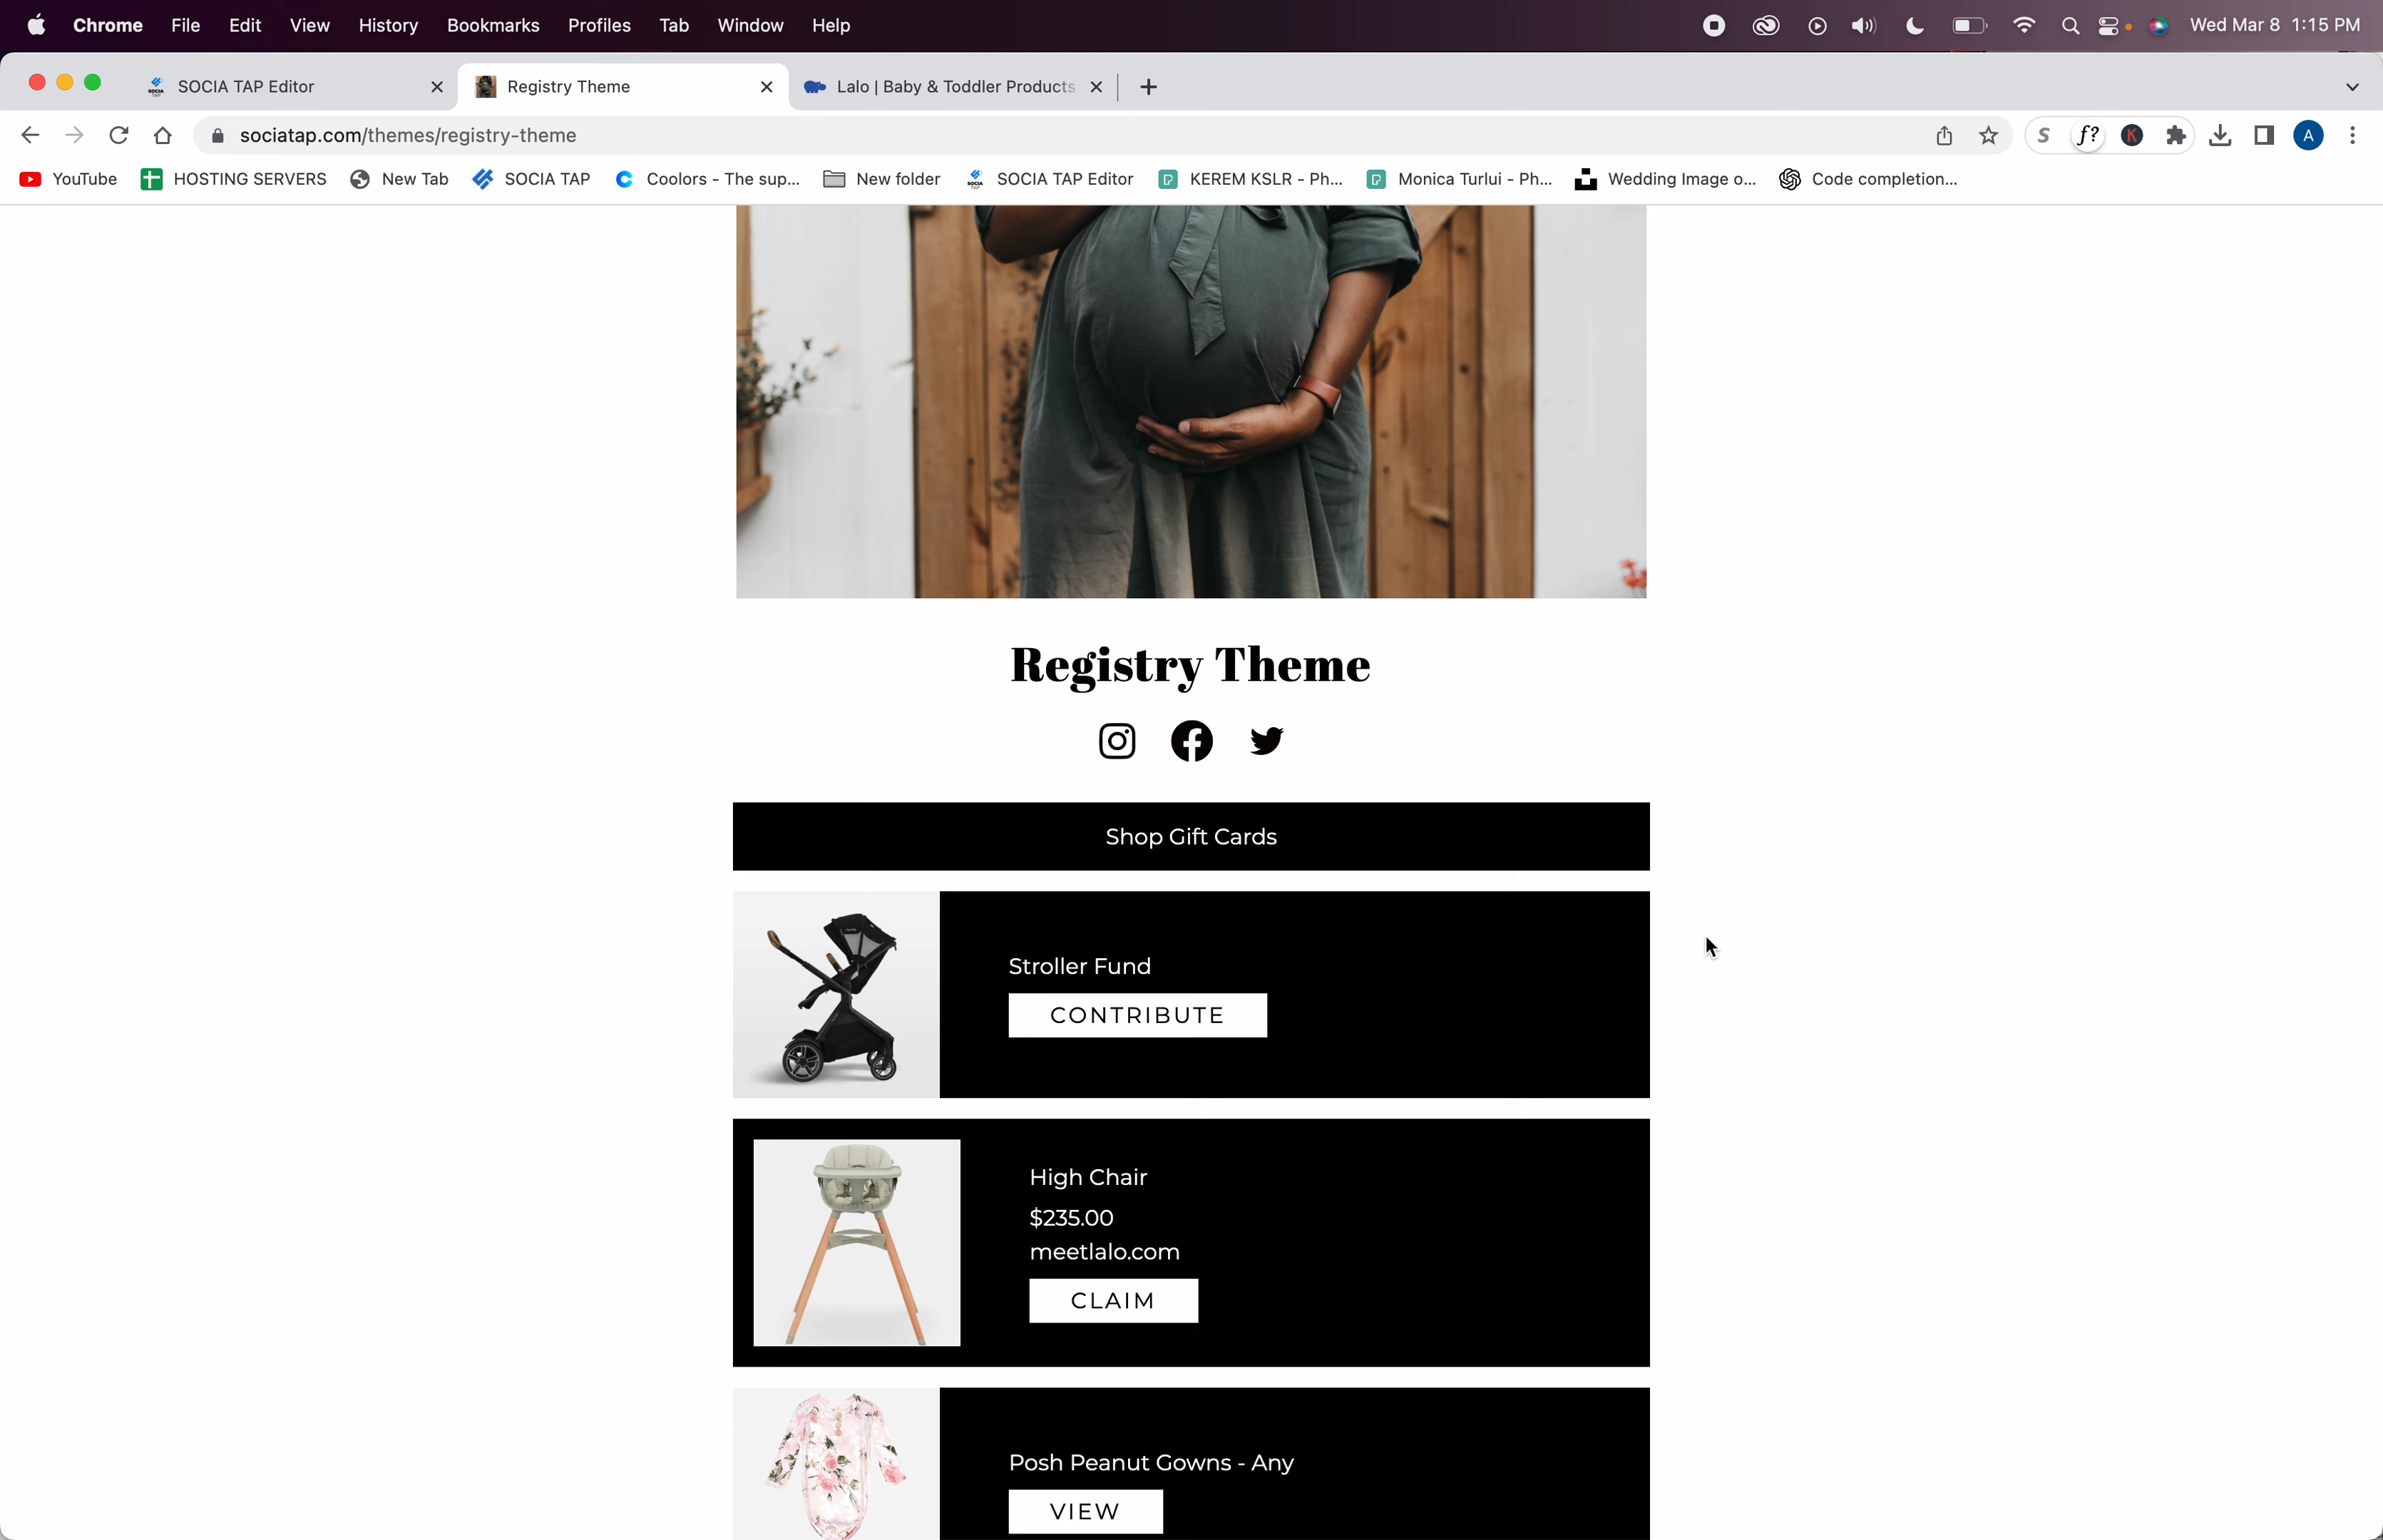 Chrome File Edit View History Bookmarks Profiles Tab Window Help Wed Mar 8 1:15 PM
SOCIA TAP Editor Registry Theme Lalo | Baby & Toddler Products
sociatap.com/themes/registry-theme
YouTube HOSTING SERVERS New Tab SOCIA TAP Coolors - The sup... New folder SOCIA TAP Editor KEREM KSLR - Ph... Monica Turlui - Ph... Wedding Image o... Code completion...
Registry Theme
Shop Gift Cards
Stroller Fund
CONTRIBUTE
High Chair
$235.00
meetlalo.com
CLAIM
Posh Peanut Gowns - Any
VIEW